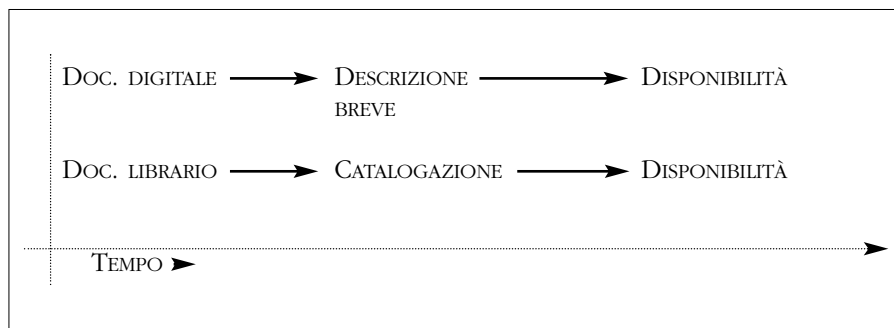 Doc. digitale Descrizione breve Disponibilità
Doc. librario Catalogazione Disponibilità
Tempo